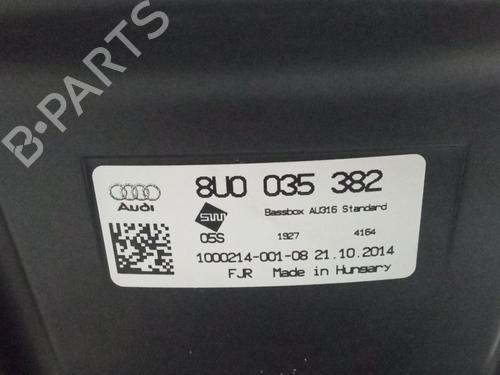 B-PARTS
Audi
8U0 035 382
SW
Bassbox AU316 Standard
05S 1927 4164
1000214-001-08 21.10.2014
FJR Made in Hungary